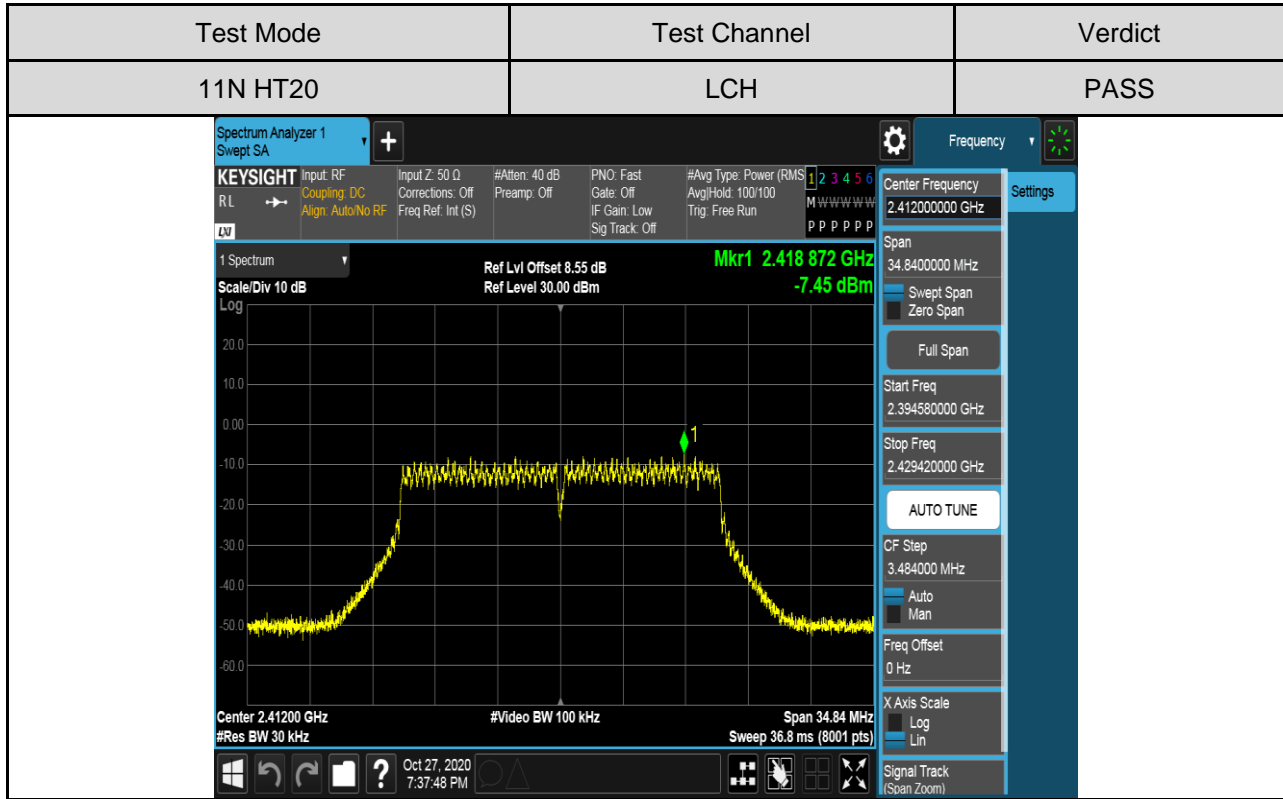 Test Mode
Test Channel
Verdict
11N HT20
LCH
PASS
Spectrum Analyzer 1
Swept SA
+
Frequency
KEYSIGHT
RL
LXI
Input: RF
Coupling: DC
Align: Auto/No RF
Input Z: 50 Ω
Corrections: Off
Freq Ref: Int (S)
#Atten: 40 dB
Preamp: Off
PNO: Fast
Gate: Off
IF Gain: Low
Sig Track: Off
#Avg Type: Power (RMS
Avg|Hold: 100/100
Trig: Free Run
1 2 3 4 5 6
M W W W W W
P P P P P P
1 Spectrum
Scale/Div 10 dB
Log
Ref Lvl Offset 8.55 dB
Ref Level 30.00 dBm
Mkr1 2.418 872 GHz
-7.45 dBm
20.0
10.0
0.00
-10.0
-20.0
-30.0
-40.0
-50.0
-60.0
1
Center 2.41200 GHz
#Res BW 30 kHz
#Video BW 100 kHz
Span 34.84 MHz
Sweep 36.8 ms (8001 pts)
Center Frequency
2.412000000 GHz
Settings
Span
34.8400000 MHz
Swept Span
Zero Span
Full Span
Start Freq
2.394580000 GHz
Stop Freq
2.429420000 GHz
AUTO TUNE
CF Step
3.484000 MHz
Auto
Man
Freq Offset
0 Hz
X Axis Scale
Log
Lin
Signal Track
(Span Zoom)
?
Oct 27, 2020
7:37:48 PM